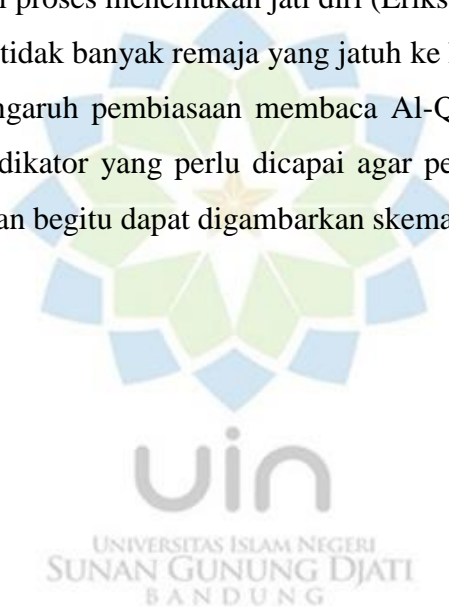 proses menemukan jati diri (Eriks
tidak banyak remaja yang jatuh ke
ngaruh pembiasaan membaca Al-Q
dikator yang perlu dicapai agar pe
an begitu dapat digambarkan skema
uin
UNIVERSITAS ISLAM NEGERI
SUNAN GUNUNG DJATI
BANDUNG